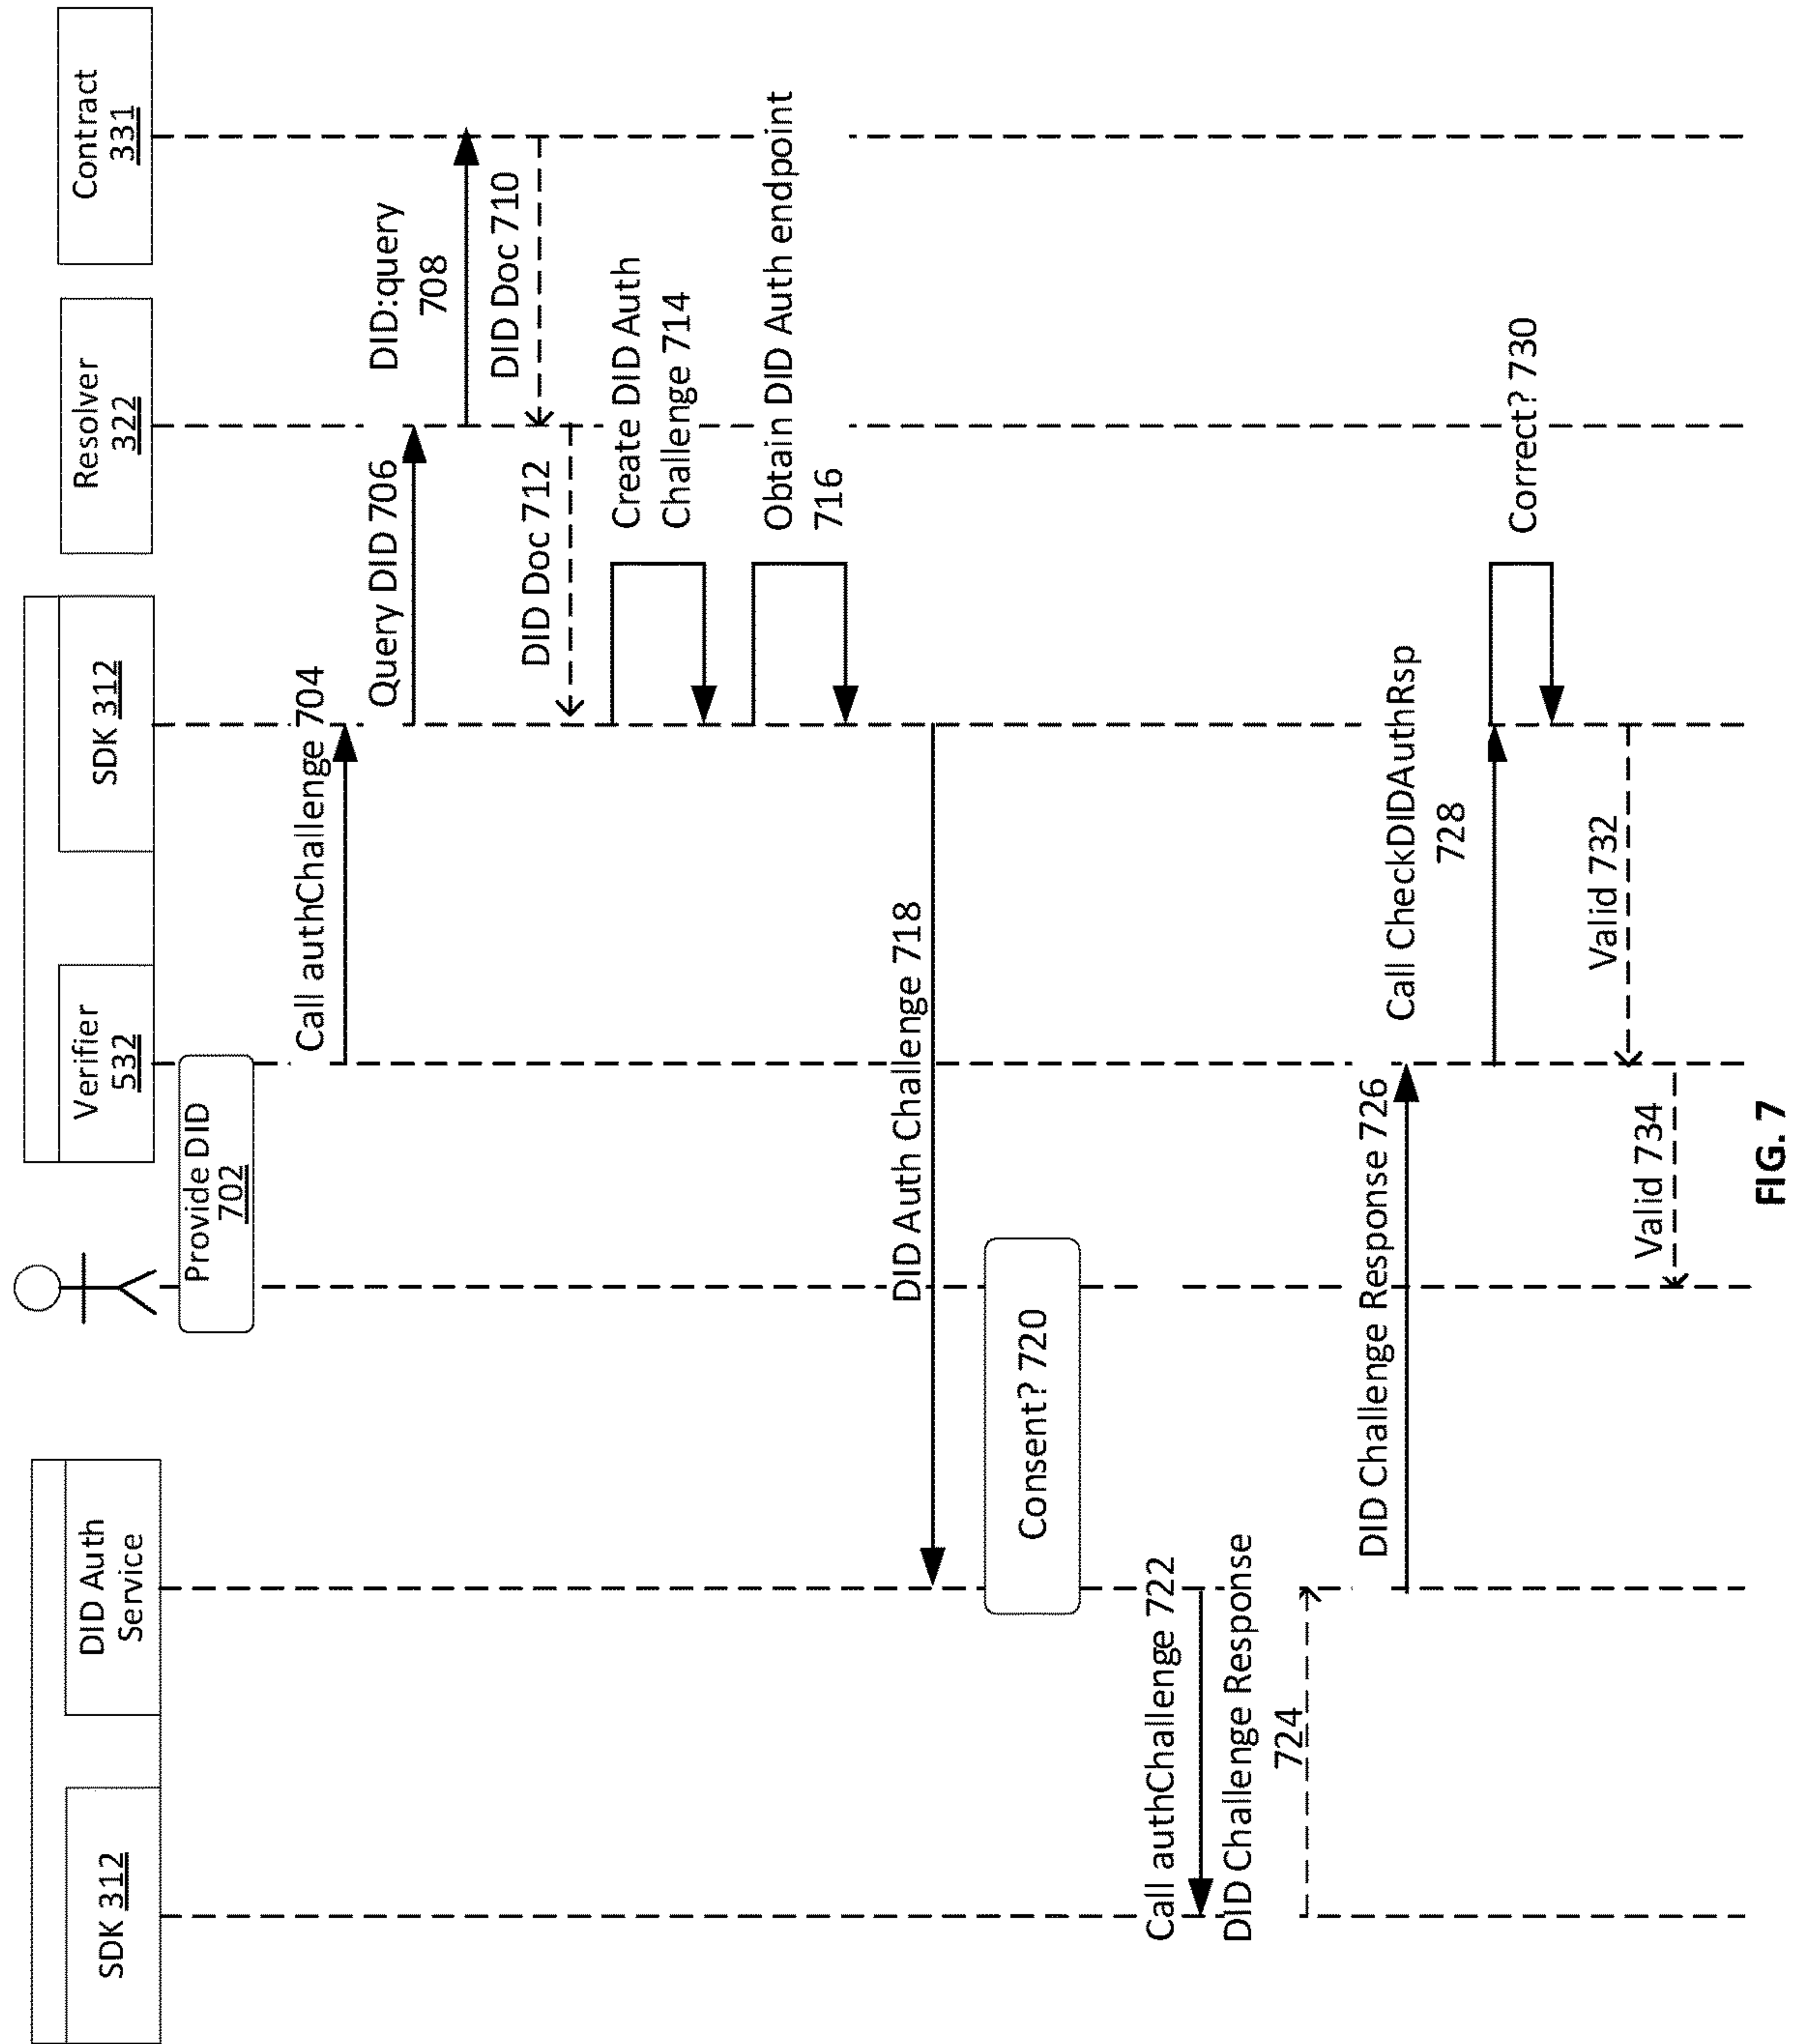 SDK 312
DID Auth
Service
Verifier
532
SDK 312
Resolver
322
Contract
331
Provide DID
702
Call authChallenge 704
Query DID 706
DID:query
708
DID Doc 710
DID Doc 712
Create DID Auth
Challenge 714
Obtain DID Auth endpoint
716
DID Auth Challenge 718
Consent? 720
Call authChallenge 722
DID Challenge Response
724
DID Challenge Response 726
Call CheckDIDAuthRsp
728
Correct? 730
Valid 732
Valid 734
FIG. 7